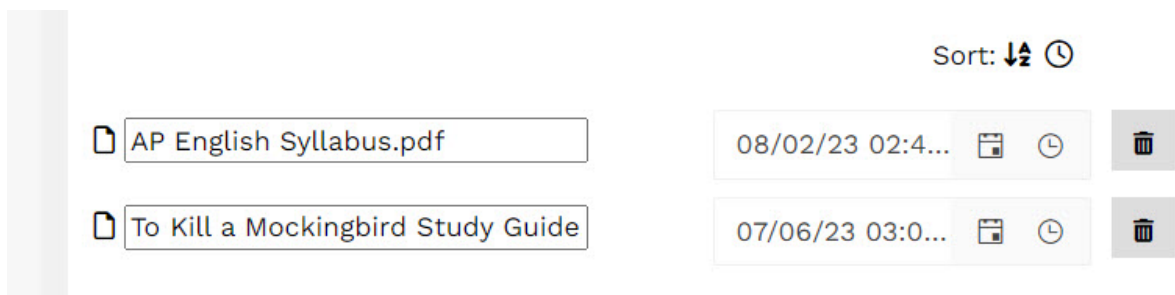 Sort:
AP English Syllabus.pdf 08/02/23 02:4...
To Kill a Mockingbird Study Guide 07/06/23 03:0...